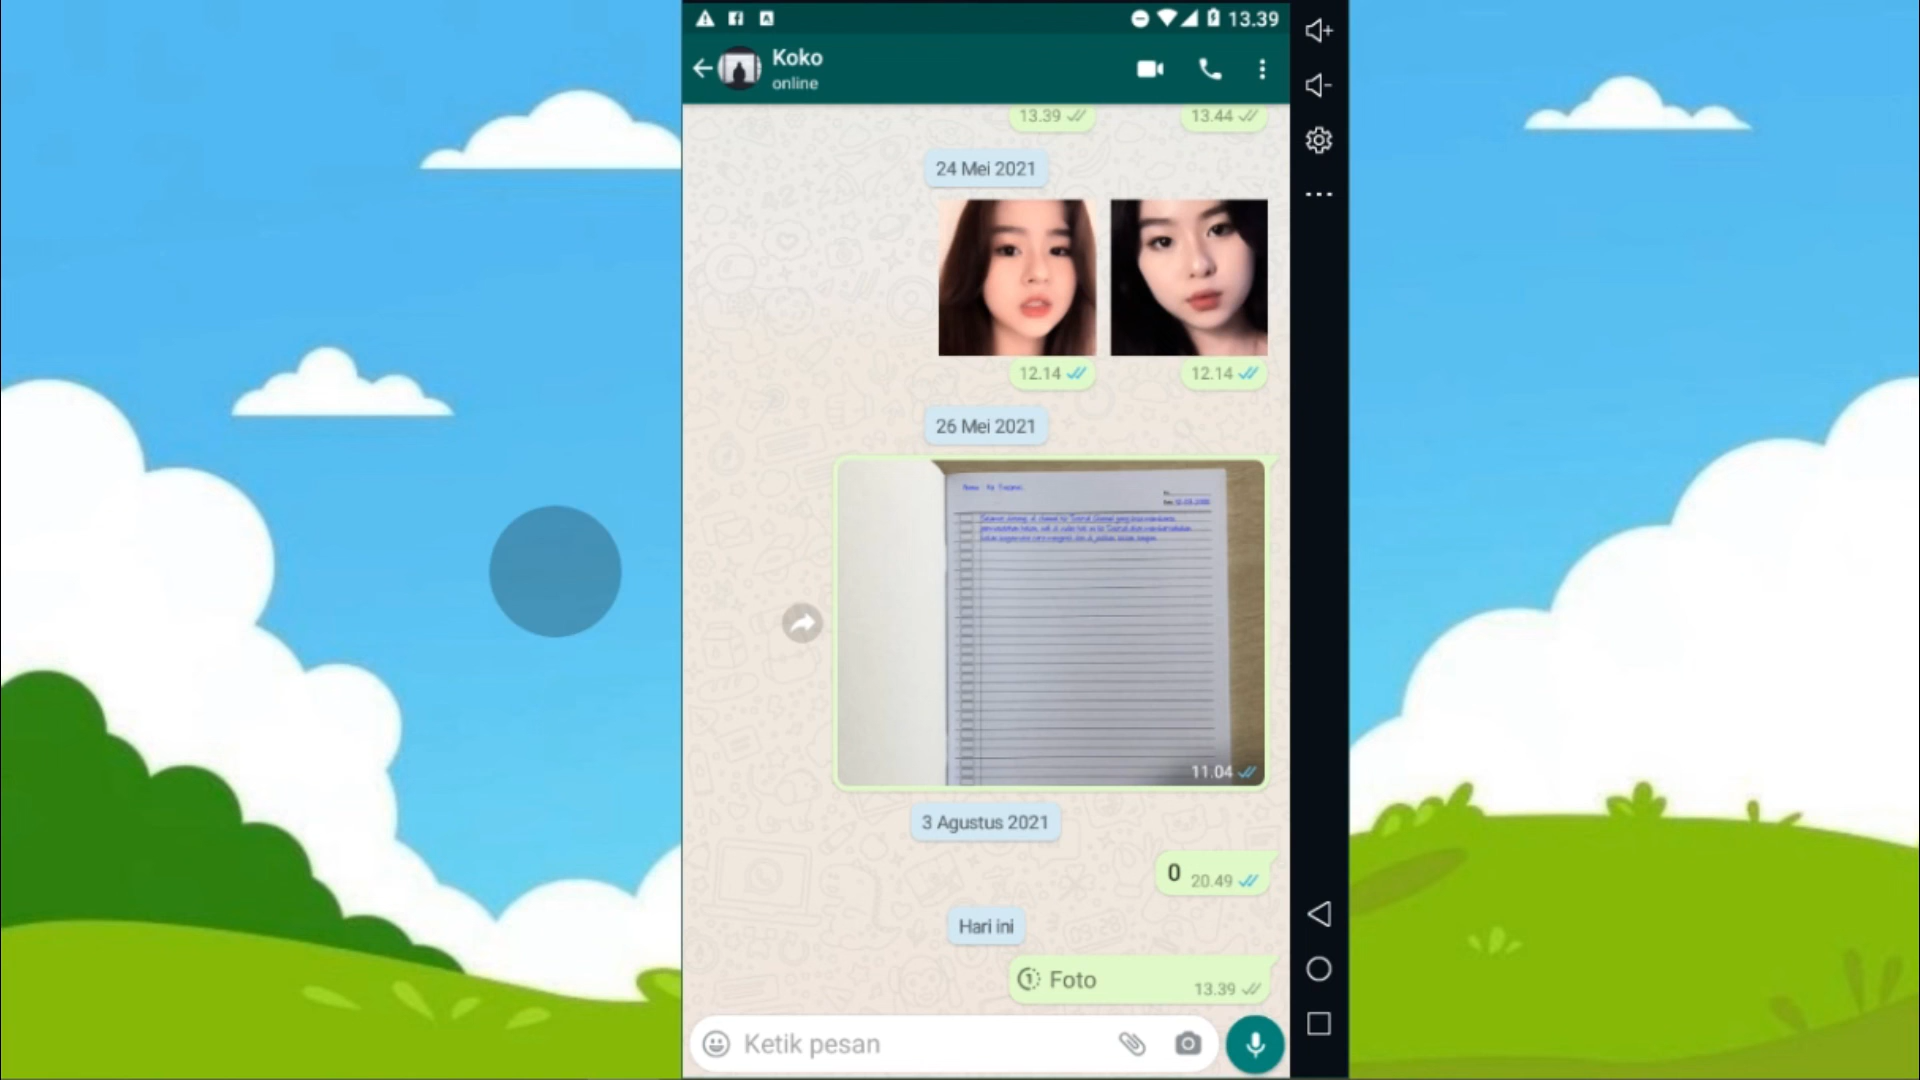 13.39
Koko
online
13.39
13.44
24 Mei 2021
12.14
12.14
26 Mei 2021
11.04
3 Agustus 2021
0 20.49
Hari ini
1 Foto 13.39
Ketik pesan